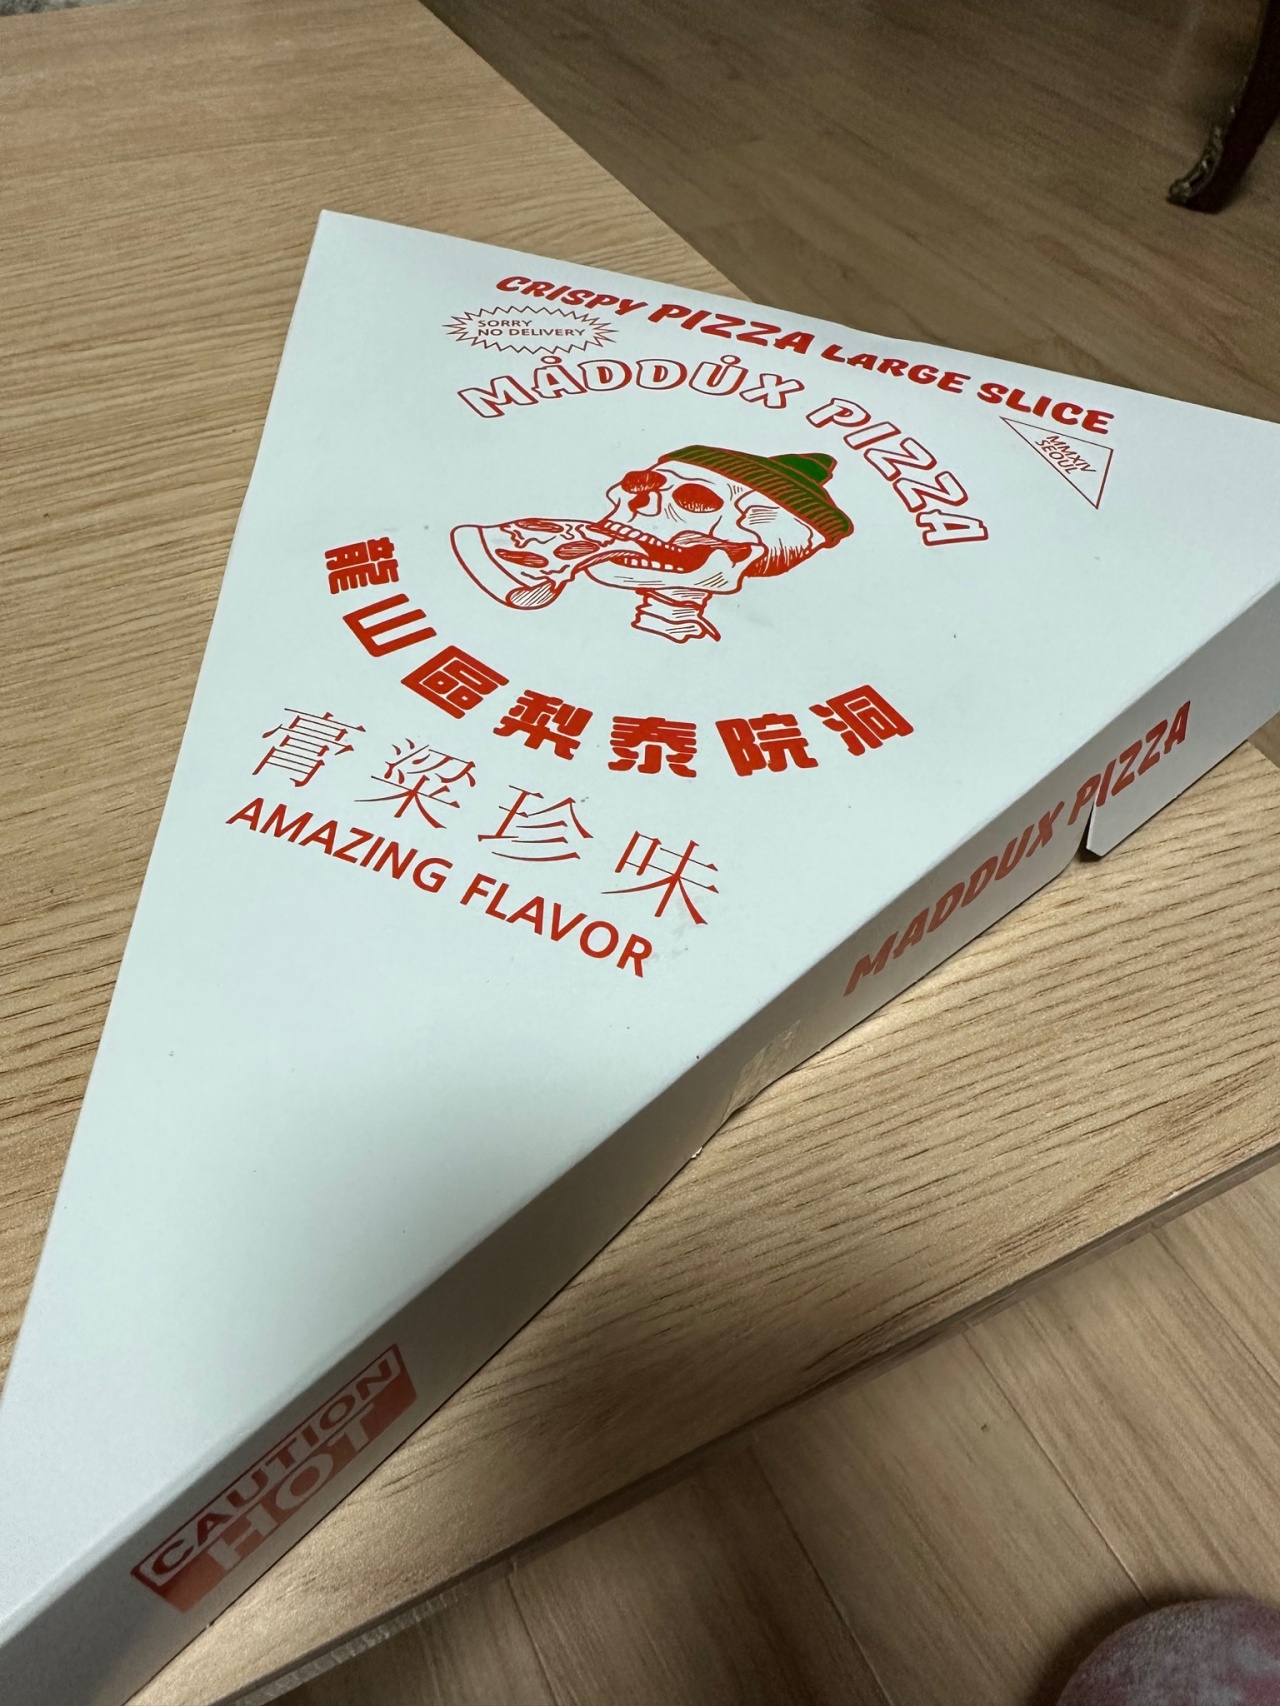 CRISPY PIZZA LARGE SLICE
SORRY
NO DELIVERY
MÅDDŮX PIZZA
MMXIV
SEOUL
龍山區梨泰院洞
膏粱珍味
AMAZING FLAVOR
MADDUX PIZZA
CAUTION
HOT